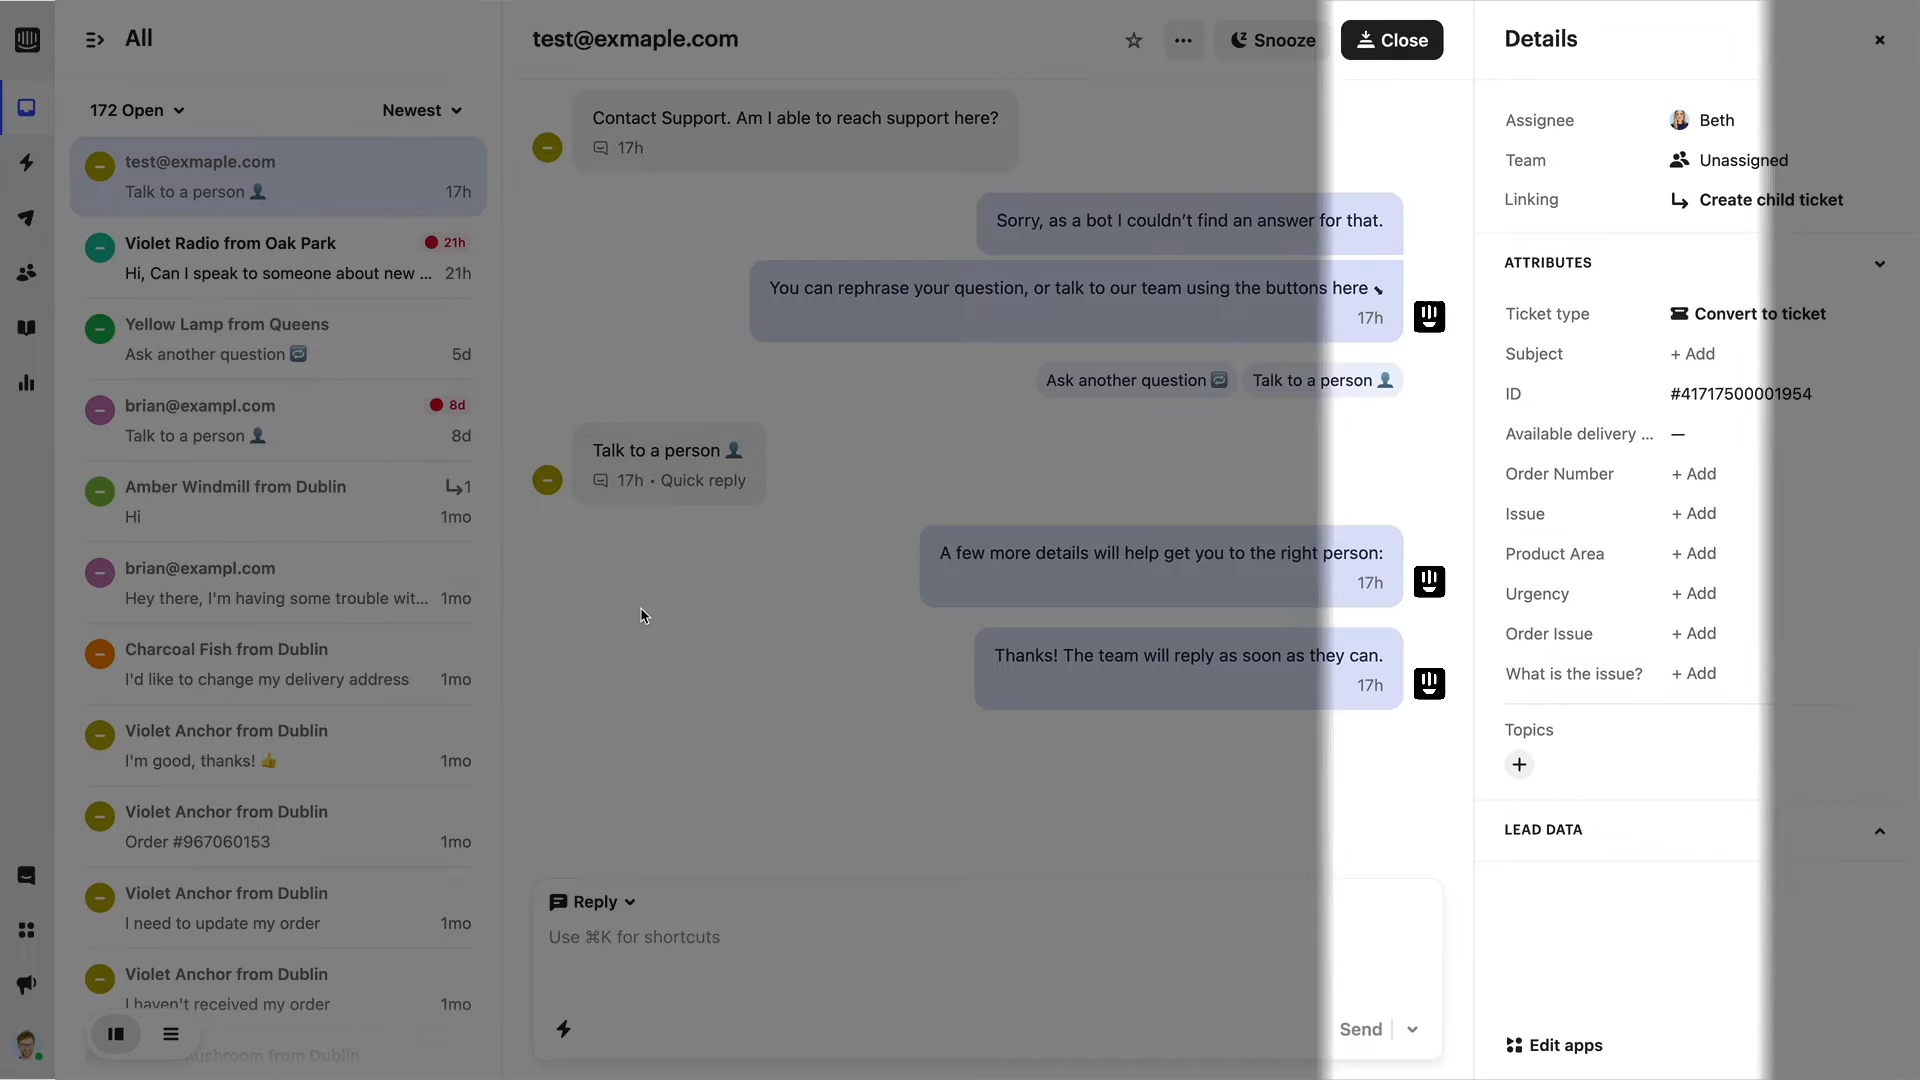 All
172 Open
Newest
test@exmaple.com
Talk to a person 👤
17h
Violet Radio from Oak Park
21h
Hi, Can I speak to someone about new ...
21h
Yellow Lamp from Queens
Ask another question 🔁
5d
brian@exampl.com
8d
Talk to a person 👤
8d
Amber Windmill from Dublin
1
Hi
1mo
brian@exampl.com
Hey there, I'm having some trouble wit...
1mo
Charcoal Fish from Dublin
I'd like to change my delivery address
1mo
Violet Anchor from Dublin
I'm good, thanks! 👍
1mo
Violet Anchor from Dublin
Order #967060153
1mo
Violet Anchor from Dublin
I need to update my order
1mo
Violet Anchor from Dublin
I haven't received my order
1mo
from Dublin
test@exmaple.com
Snooze
Close
Contact Support. Am I able to reach support here?
17h
Sorry, as a bot I couldn’t find an answer for that.
You can rephrase your question, or talk to our team using the buttons here
17h
Ask another question 🔁
Talk to a person 👤
Talk to a person 👤
17h • Quick reply
A few more details will help get you to the right person:
17h
Thanks! The team will reply as soon as they can.
17h
Reply
Use ⌘K for shortcuts
Send
Details
Assignee
Beth
Team
Unassigned
Linking
Create child ticket
ATTRIBUTES
Ticket type
Convert to ticket
Subject
+ Add
ID
#41717500001954
Available delivery ...
—
Order Number
+ Add
Issue
+ Add
Product Area
+ Add
Urgency
+ Add
Order Issue
+ Add
What is the issue?
+ Add
Topics
LEAD DATA
Edit apps